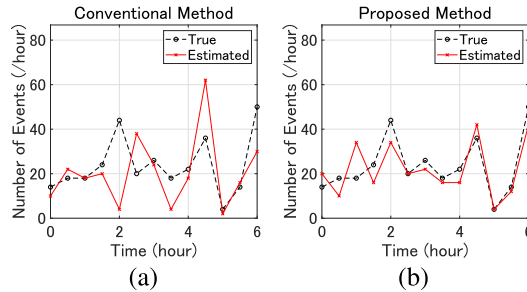 Conventional Method
True
Estimated
Number of Events (/hour)
80
60
40
20
0
0 2 4 6
Time (hour)
(a)
Proposed Method
True
Estimated
Number of Events (/hour)
80
60
40
20
0
0 2 4 6
Time (hour)
(b)